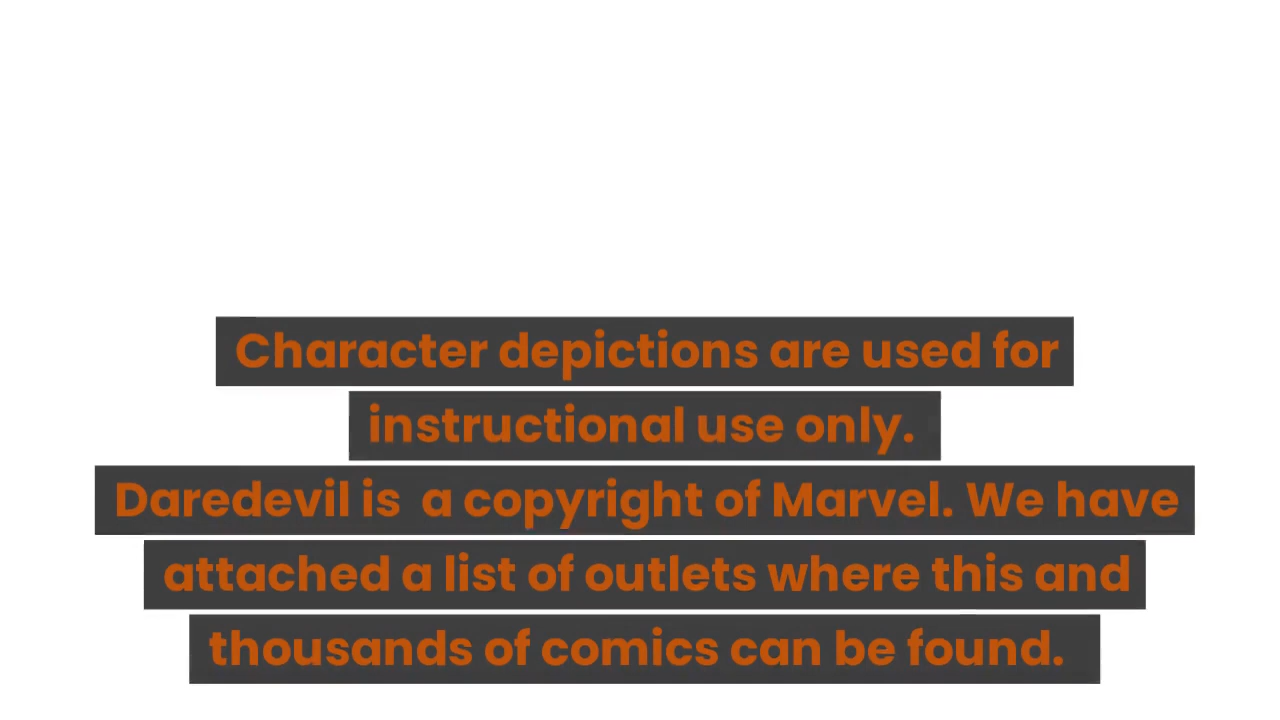 Character depictions are used for
instructional use only.
Daredevil is  a copyright of Marvel. We have
attached a list of outlets where this and
thousands of comics can be found.